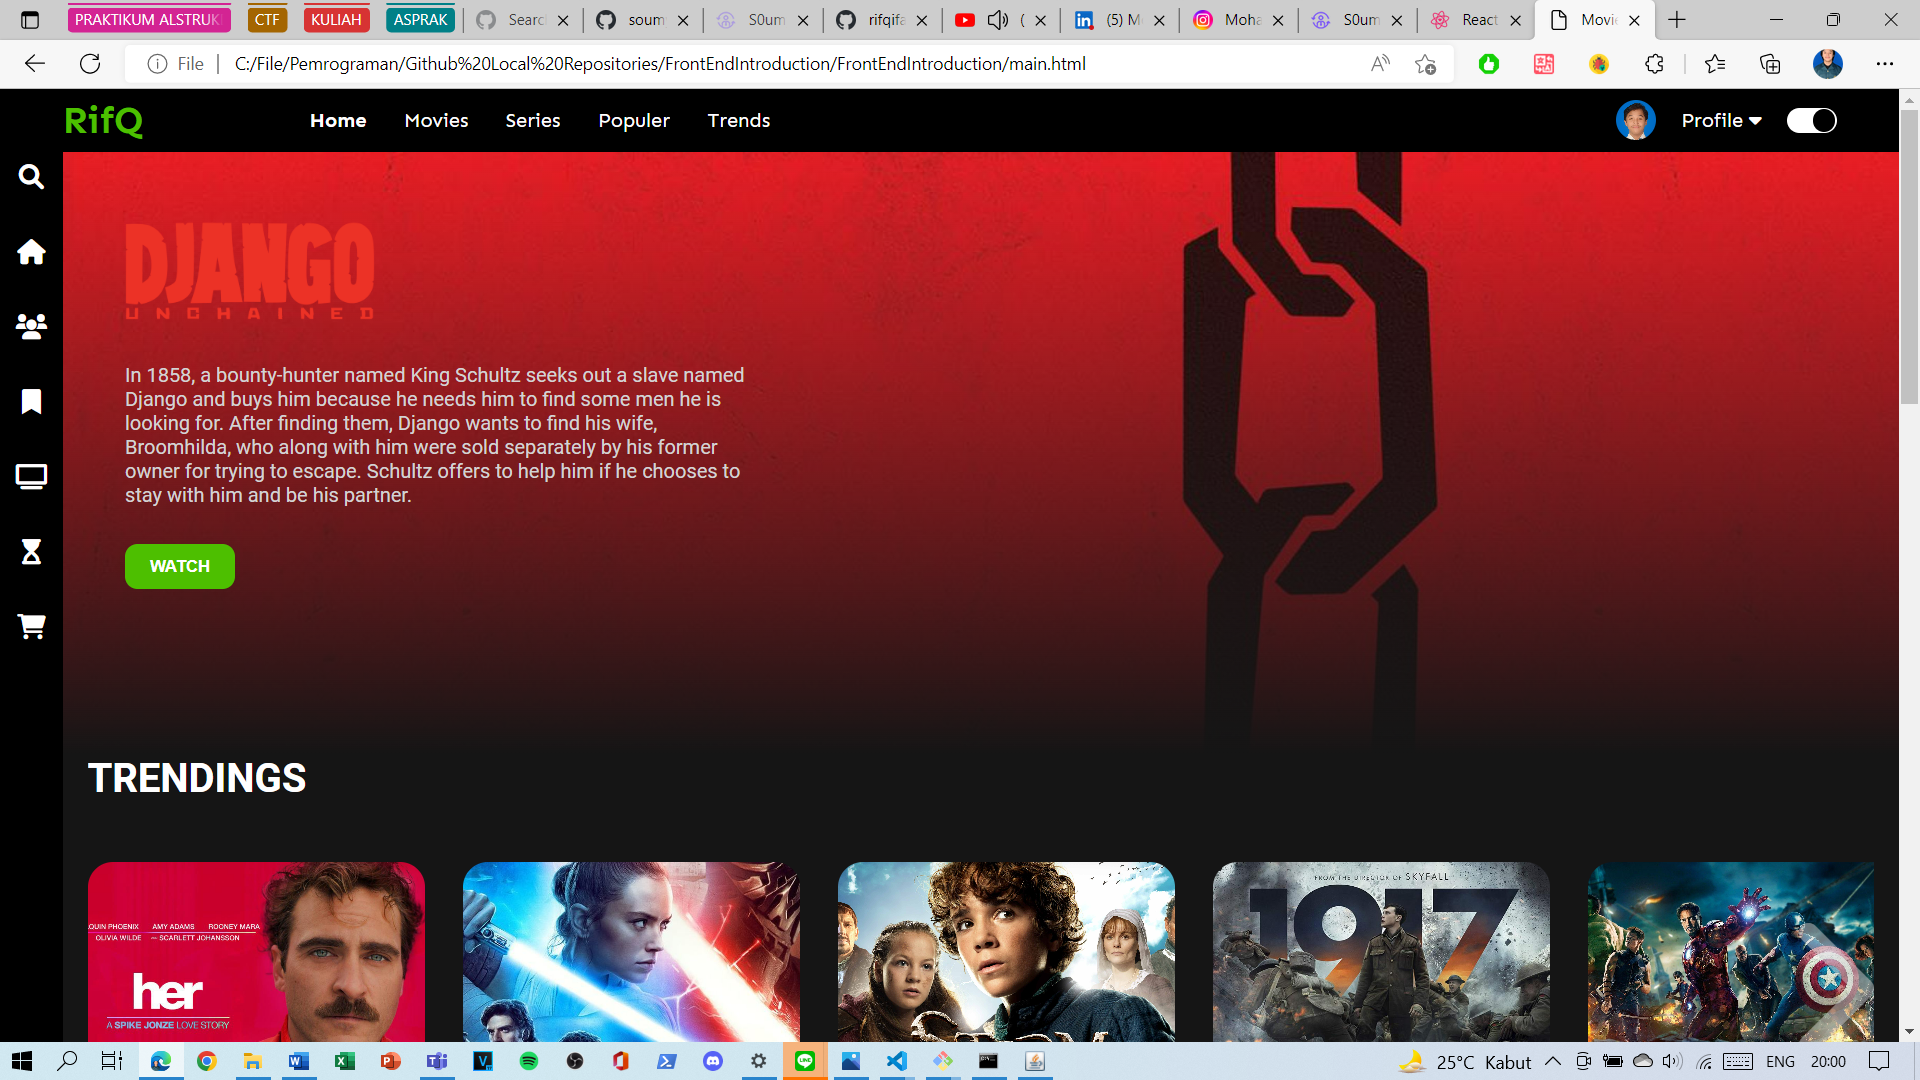 PRAKTIKUM ALSTRUK
CTF
KULIAH
ASPRAK
Searc
soum
S0um
rifqifa
(
(5) M
Moha
S0um
React
Movie
File
C:/File/Pemrograman/Github%20Local%20Repositories/FrontEndIntroduction/FrontEndIntroduction/main.html
RifQ
Home
Movies
Series
Populer
Trends
Profile
DJANGO
UNCHAINED
In 1858, a bounty-hunter named King Schultz seeks out a slave named
Django and buys him because he needs him to find some men he is
looking for. After finding them, Django wants to find his wife,
Broomhilda, who along with him were sold separately by his former
owner for trying to escape. Schultz offers to help him if he chooses to
stay with him and be his partner.
WATCH
TRENDINGS
OAQUIN PHOENIX AMY ADAMS ROONEY MARA
OLIVIA WILDE SCARLETT JOHANSSON
her
A SPIKE JONZE LOVE STORY
FROM THE DIRECTOR OF SKYFALL
1917
25°C Kabut
ENG
20:00